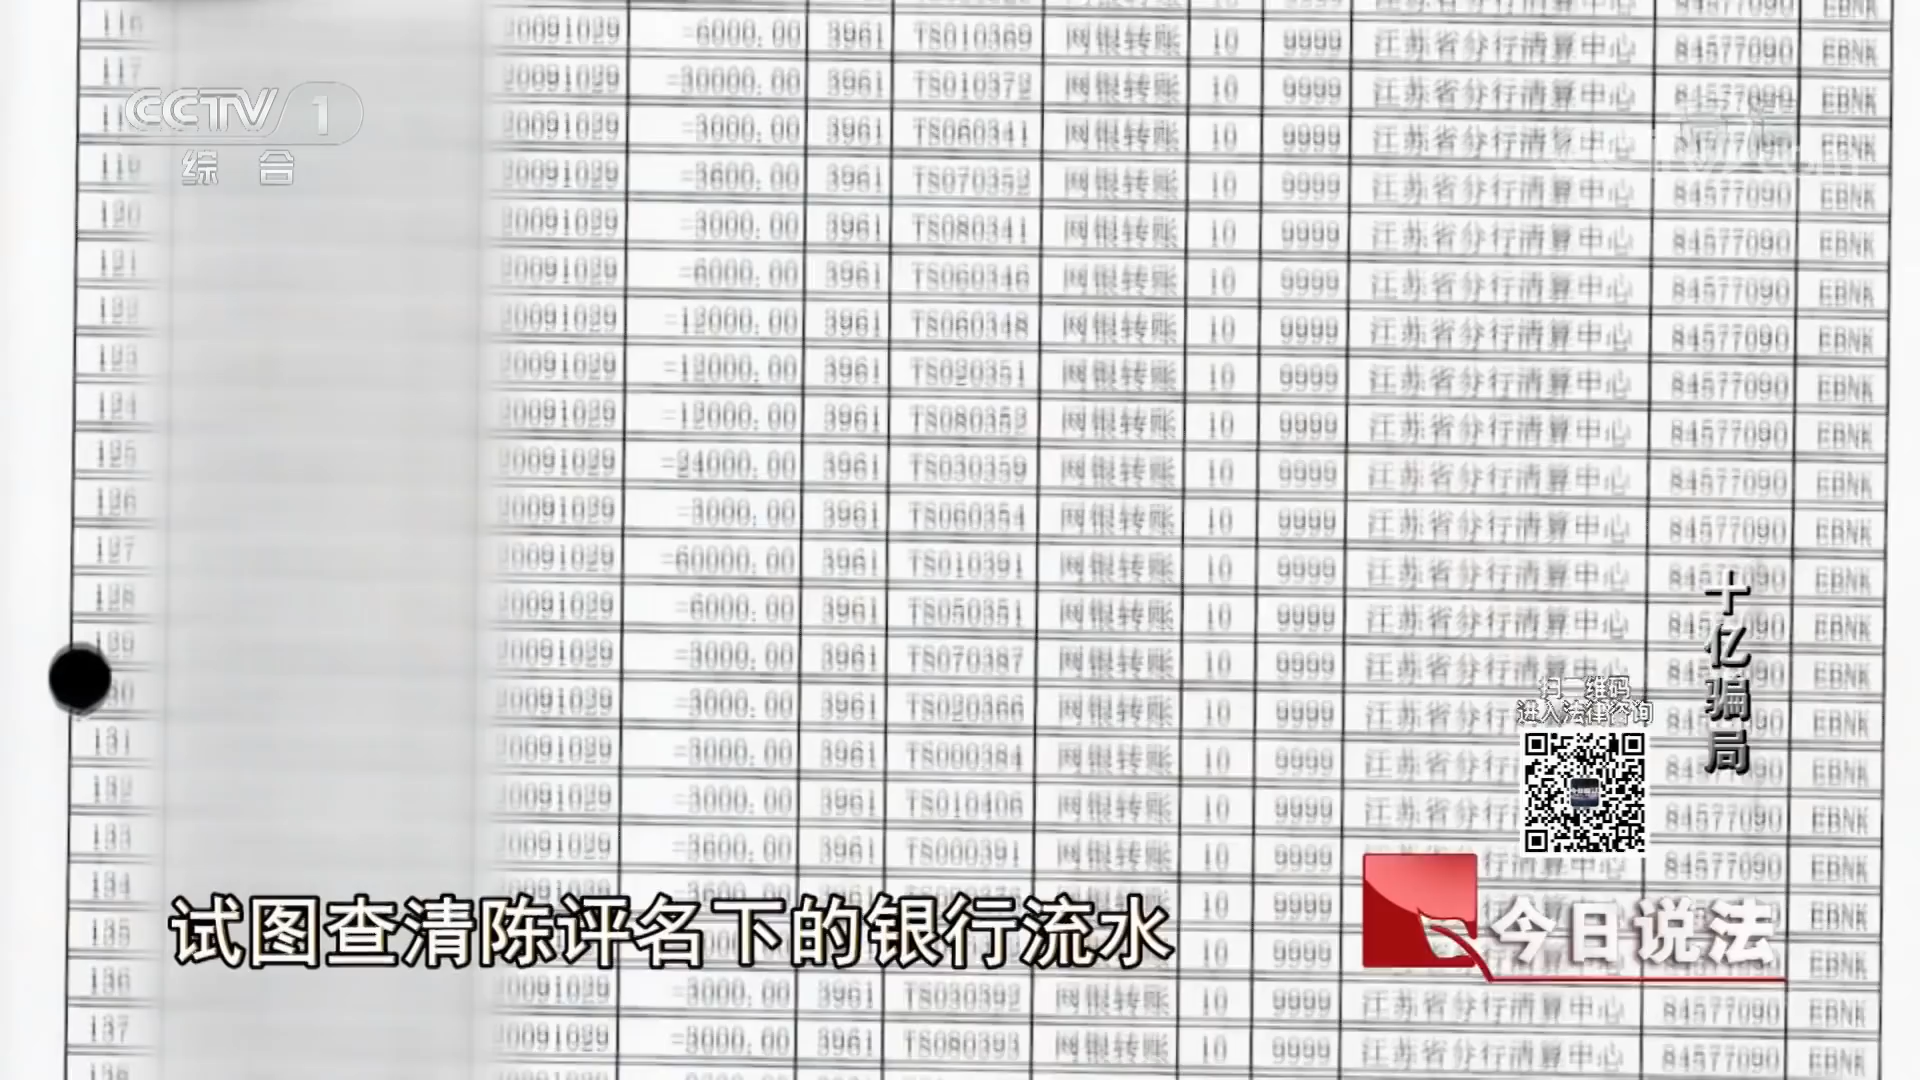 CCTV 1
综 合
116 20091029 6000.00 3961 TS010369 网银转账 10 9999 江苏省分行清算中心 84577090 EBNK
117 20091029 30000.00 3961 TS010372 网银转账 10 9999 江苏省分行清算中心 84577090 EBNK
20091029 3000.00 3961 TS060341 网银转账 10 9999 江苏省分行清算中心 84577090 EBNK
119 20091029 3600.00 3961 TS070352 网银转账 10 9999 江苏省分行清算中心 84577090 EBNK
120 20091029 3000.00 3961 TS080341 网银转账 10 9999 江苏省分行清算中心 84577090 EBNK
121 20091029 6000.00 3961 TS060346 网银转账 10 9999 江苏省分行清算中心 84577090 EBNK
122 20091029 12000.00 3961 TS060348 网银转账 10 9999 江苏省分行清算中心 84577090 EBNK
123 20091029 12000.00 3961 TS020351 网银转账 10 9999 江苏省分行清算中心 84577090 EBNK
124 20091029 12000.00 3961 TS080352 网银转账 10 9999 江苏省分行清算中心 84577090 EBNK
125 20091029 24000.00 3961 TS030359 网银转账 10 9999 江苏省分行清算中心 84577090 EBNK
126 20091029 3000.00 3961 TS060354 网银转账 10 9999 江苏省分行清算中心 84577090 EBNK
127 20091029 60000.00 3961 TS010391 网银转账 10 9999 江苏省分行清算中心 84577090 EBNK
128 20091029 6000.00 3961 TS050351 网银转账 10 9999 江苏省分行清算中心 EBNK
129 20091029 3000.00 3961 TS070387 网银转账 10 9999 江苏省分行清算中心 EBNK
20091029 3000.00 3961 TS020366 网银转账 10 9999 EBNK
131 20091029 3000.00 3961 TS000384 网银转账 10 9999 EBNK
132 20091029 3000.00 3961 TS010406 网银转账 10 9999 84577090 EBNK
133 20091029 3600.00 3961 TS000391 网银转账 10 9999 84577090 EBNK
134 10 9999 EBNK
135 10 9999 EBNK
136 20091029 3000.00 3961 TS030392 网银转账 10 9999 江苏省分行清算中心 84577090 EBNK
137 20091029 3000.00 3961 TS080393 网银转账 10 9999 江苏省分行清算中心 84577090 EBNK
十亿骗局
扫二维码
进入法律咨询
试图查清陈评名下的银行流水
今日说法